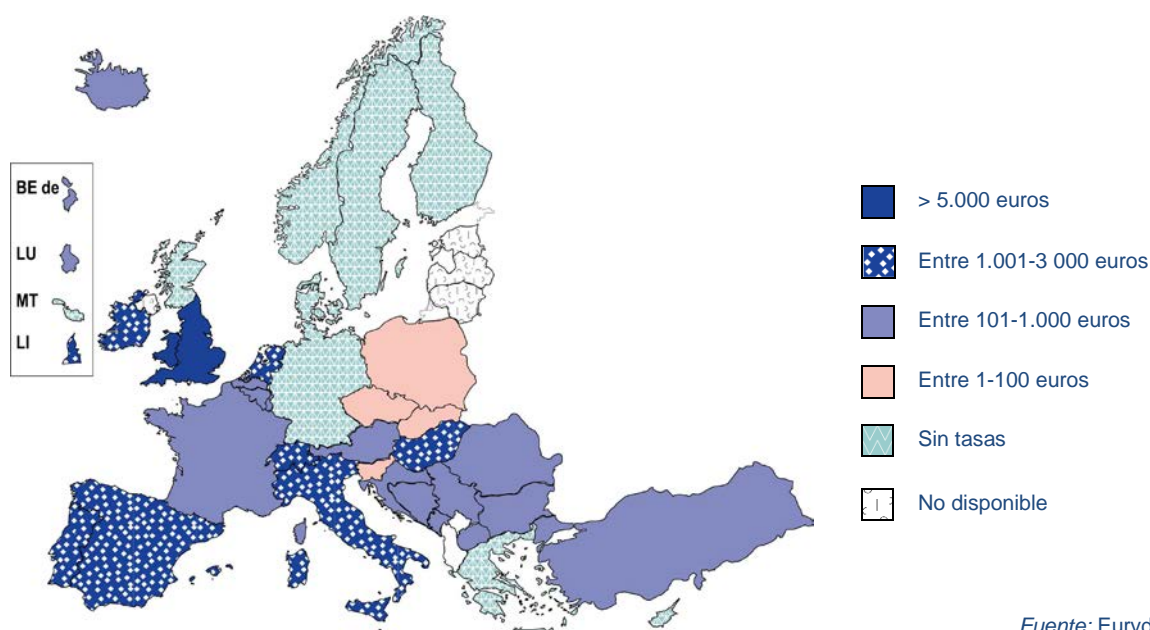 BE de
LU
MT
LI
> 5.000 euros
Entre 1.001-3 000 euros
Entre 101-1.000 euros
Entre 1-100 euros
Sin tasas
No disponible
Fuente: Euryd